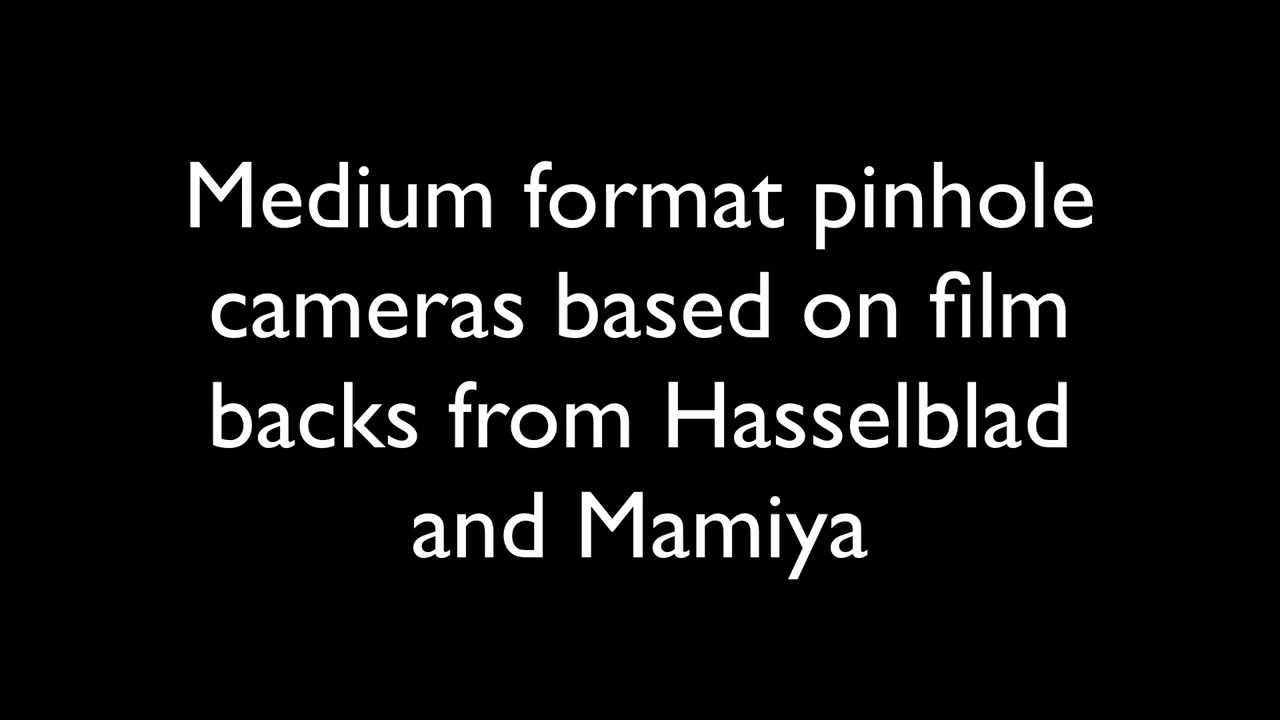 Medium format pinhole
cameras based on film
backs from Hasselblad
and Mamiya